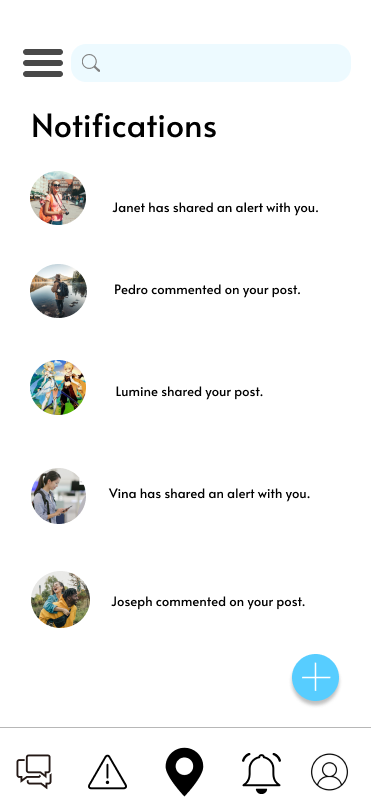 Notifications
Janet has shared an alert with you.
Pedro commented on your post.
Lumine shared your post.
Vina has shared an alert with you.
Joseph commented on your post.